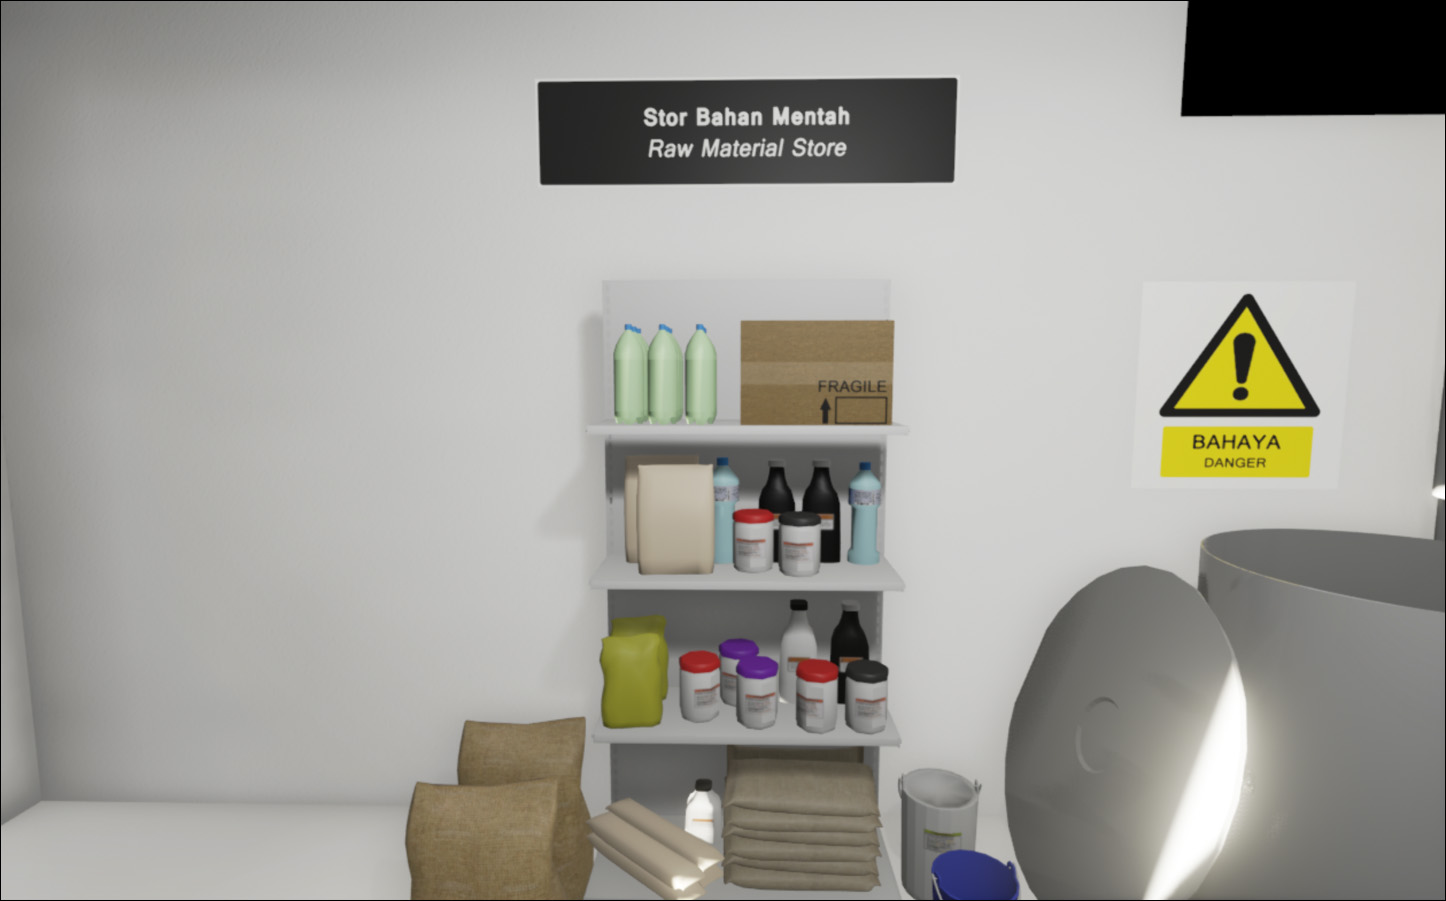 Stor Bahan Mentah
Raw Material Store
FRAGILE
BAHAYA
DANGER